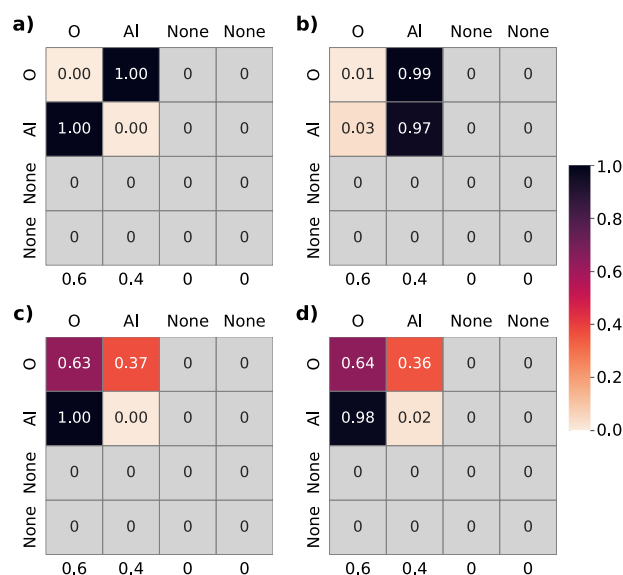 a)
O Al None None
O 0.00 1.00 0 0
Al 1.00 0.00 0 0
None 0 0 0 0
None 0 0 0 0
0.6 0.4 0 0
b)
O Al None None
O 0.01 0.99 0 0
Al 0.03 0.97 0 0
None 0 0 0 0
None 0 0 0 0
0.6 0.4 0 0
c)
O Al None None
O 0.63 0.37 0 0
Al 1.00 0.00 0 0
None 0 0 0 0
None 0 0 0 0
0.6 0.4 0 0
d)
O Al None None
O 0.64 0.36 0 0
Al 0.98 0.02 0 0
None 0 0 0 0
None 0 0 0 0
0.6 0.4 0 0
1.0
0.8
0.6
0.4
0.2
0.0